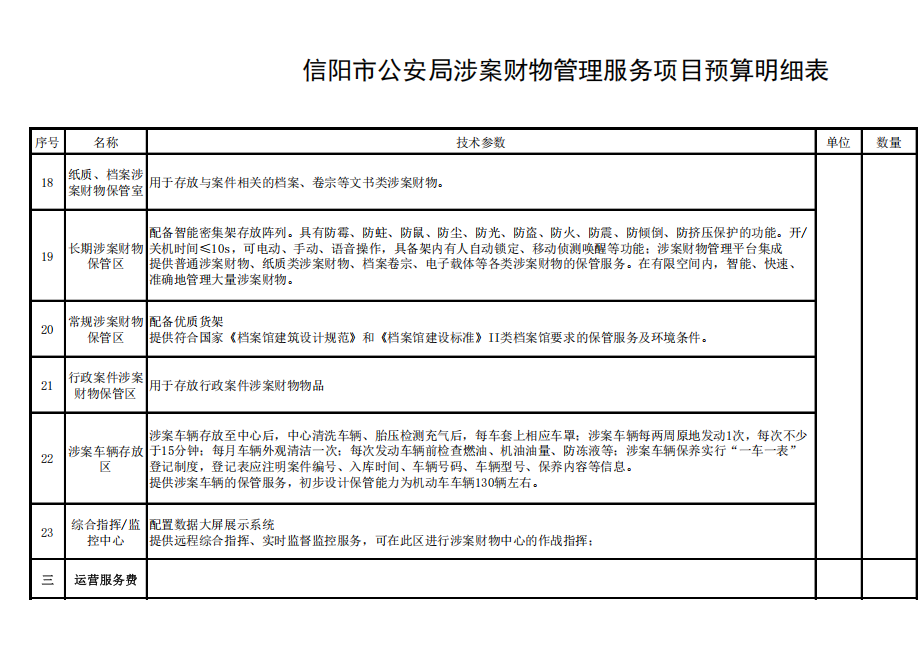 信阳市公安局涉案财物管理服务项目预算明细表
序号 名称 技术参数 单位 数量
18 纸质、档案涉案财物保管室 用于存放与案件相关的档案、卷宗等文书类涉案财物。
19 长期涉案财物保管区
配备智能密集架存放阵列。具有防霉、防蛀、防鼠、防尘、防光、防盗、防火、防震、防倾倒、防挤压保护的功能。开/
关机时间≤10s，可电动、手动、语音操作，具备架内有人自动锁定、移动侦测唤醒等功能；涉案财物管理平台集成
提供普通涉案财物、纸质类涉案财物、档案卷宗、电子载体等各类涉案财物的保管服务。在有限空间内，智能、快速、
准确地管理大量涉案财物。
20 常规涉案财物保管区
配备优质货架
提供符合国家《档案馆建筑设计规范》和《档案馆建设标准》II类档案馆要求的保管服务及环境条件。
21 行政案件涉案财物保管区 用于存放行政案件涉案财物物品
22 涉案车辆存放区
涉案车辆存放至中心后，中心清洗车辆、胎压检测充气后，每车套上相应车罩；涉案车辆每两周原地发动1次，每次不少
于15分钟；每月车辆外观清洁一次；每次发动车辆前检查燃油、机油油量、防冻液等；涉案车辆保养实行“一车一表”
登记制度，登记表应注明案件编号、入库时间、车辆号码、车辆型号、保养内容等信息。
提供涉案车辆的保管服务，初步设计保管能力为机动车车辆130辆左右。
23 综合指挥/监控中心
配置数据大屏展示系统
提供远程综合指挥、实时监督监控服务，可在此区进行涉案财物中心的作战指挥；
三 运营服务费